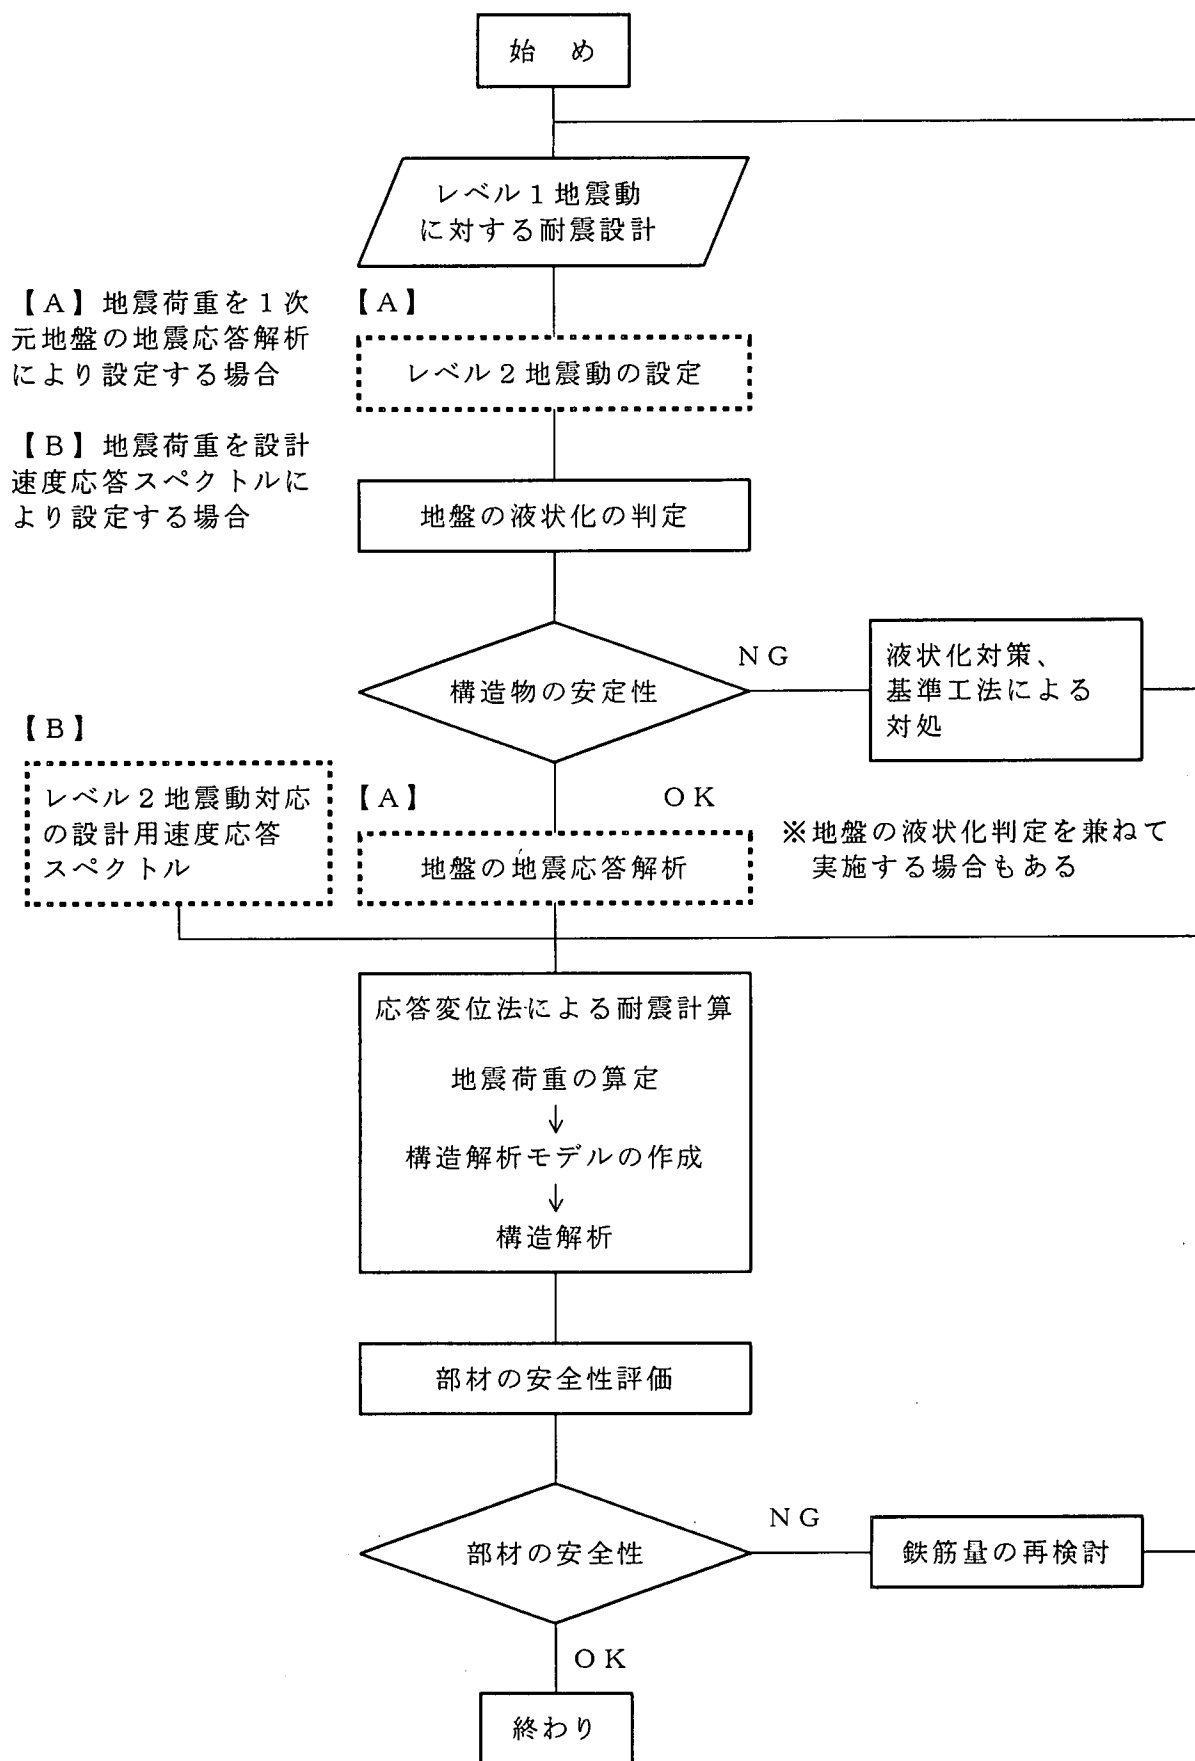 始　め
レベル１地震動
に対する耐震設計
【A】地震荷重を１次
元地盤の地震応答解析
により設定する場合
【A】
レベル２地震動の設定
【B】地震荷重を設計
速度応答スペクトルに
より設定する場合
地盤の液状化の判定
構造物の安定性
NG
液状化対策、
基準工法による
対処
【B】
レベル２地震動対応
の設計用速度応答
スペクトル
【A】
OK
地盤の地震応答解析
※地盤の液状化判定を兼ねて
実施する場合もある
応答変位法による耐震計算
地震荷重の算定
↓
構造解析モデルの作成
↓
構造解析
部材の安全性評価
部材の安全性
NG
鉄筋量の再検討
OK
終わり